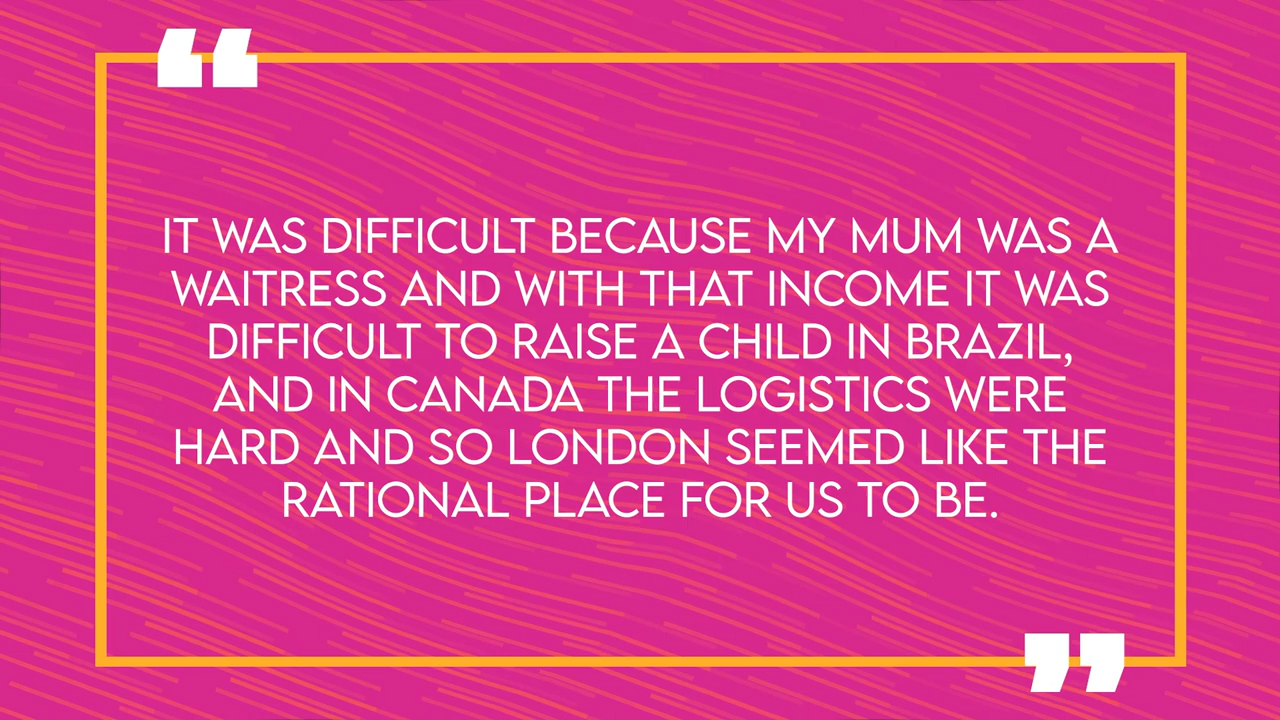 “
IT WAS DIFFICULT BECAUSE MY MUM WAS A
WAITRESS AND WITH THAT INCOME IT WAS
DIFFICULT TO RAISE A CHILD IN BRAZIL,
AND IN CANADA THE LOGISTICS WERE
HARD AND SO LONDON SEEMED LIKE THE
RATIONAL PLACE FOR US TO BE.
”